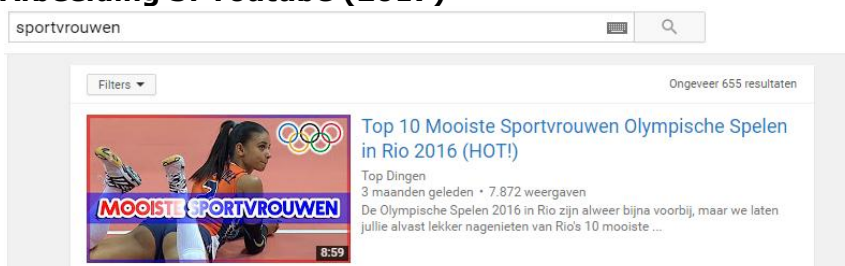 sportvrouwen
Filters
Ongeveer 655 resultaten
MOOISTE SPORTVROUWEN
8:59
Top 10 Mooiste Sportvrouwen Olympische Spelen
in Rio 2016 (HOT!)
Top Dingen
3 maanden geleden • 7.872 weergaven
De Olympische Spelen 2016 in Rio zijn alweer bijna voorbij, maar we laten
jullie alvast lekker nagenieten van Rio's 10 mooiste ...